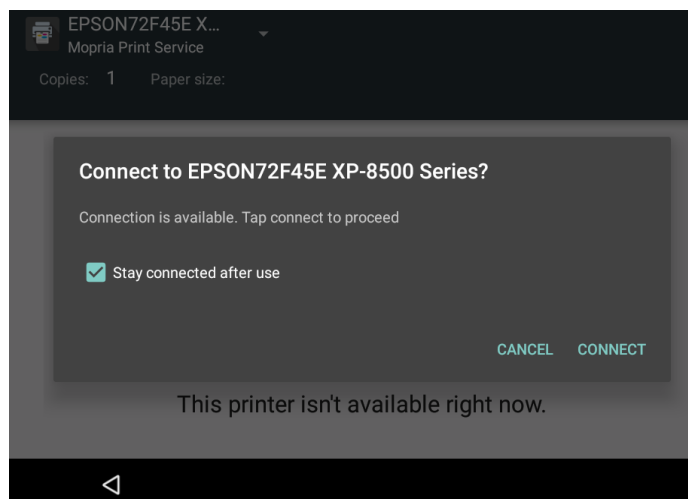 EPSON72F45E X...
Mopria Print Service
Copies: 1 Paper size:
Connect to EPSON72F45E XP-8500 Series?
Connection is available. Tap connect to proceed
Stay connected after use
CANCEL CONNECT
This printer isn't available right now.